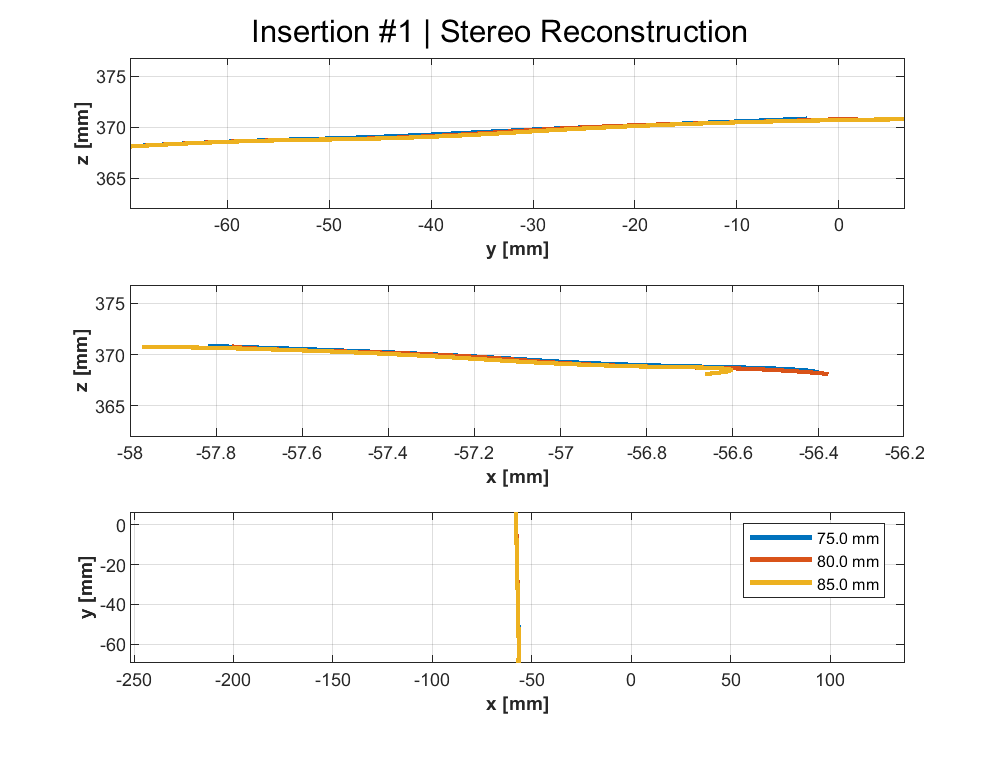 Insertion #1 | Stereo Reconstruction
375
370
365
z [mm]
-60 -50 -40 -30 -20 -10 0
y [mm]
375
370
365
z [mm]
-58 -57.8 -57.6 -57.4 -57.2 -57 -56.8 -56.6 -56.4 -56.2
x [mm]
0
-20
-40
-60
y [mm]
75.0 mm
80.0 mm
85.0 mm
-250 -200 -150 -100 -50 0 50 100
x [mm]